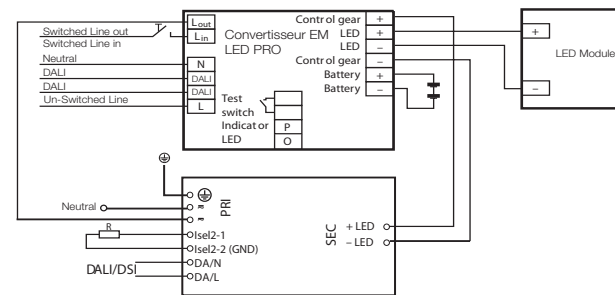 Switched Line out
Switched Line in
Neutral
DALI
DALI
Un-Switched Line
Lout
Lin
N
DALI
DALI
L
Convertisseur EM
LED PRO
Test
switch
Indicator
LED
P
O
Control gear +
LED +
LED –
Control gear –
Battery +
Battery –
+
–
LED Module
Neutral
R
DALI/DSI
PRI
Isel2-1
Isel2-2 (GND)
DA/N
DA/L
SEC
+ LED
– LED